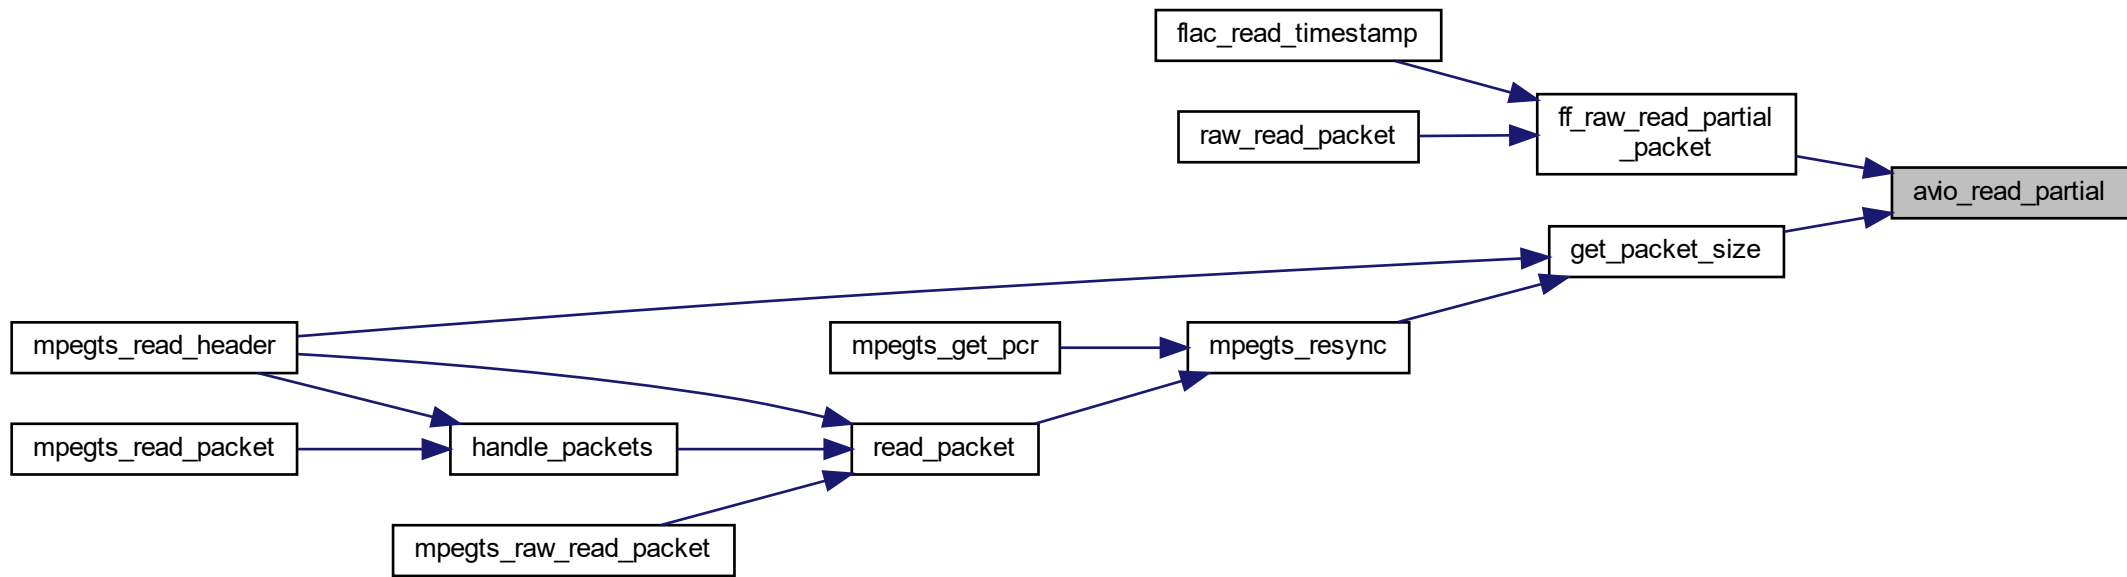 flac_read_timestamp
ff_raw_read_partial
_packet
raw_read_packet
avio_read_partial
get_packet_size
mpegts_read_header
mpegts_get_pcr
mpegts_resync
mpegts_read_packet
handle_packets
read_packet
mpegts_raw_read_packet